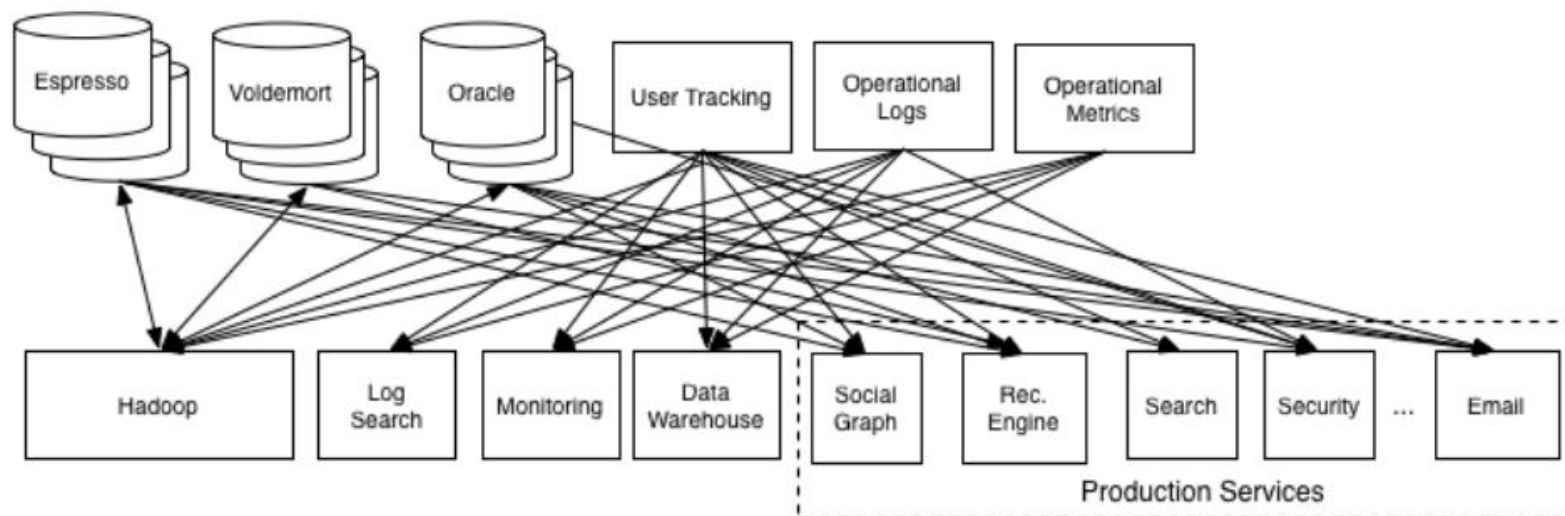 Espresso
Voldemort
Oracle
User Tracking
Operational
Logs
Operational
Metrics
Hadoop
Log
Search
Monitoring
Data
Warehouse
Social
Graph
Rec.
Engine
Search
Security
...
Email
Production Services